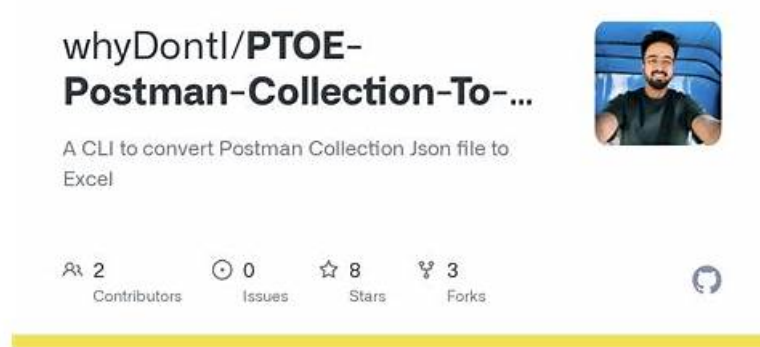 whyDontI/PTOE-
Postman-Collection-To-...
A CLI to convert Postman Collection Json file to
Excel
2 0 8 3
Contributors Issues Stars Forks